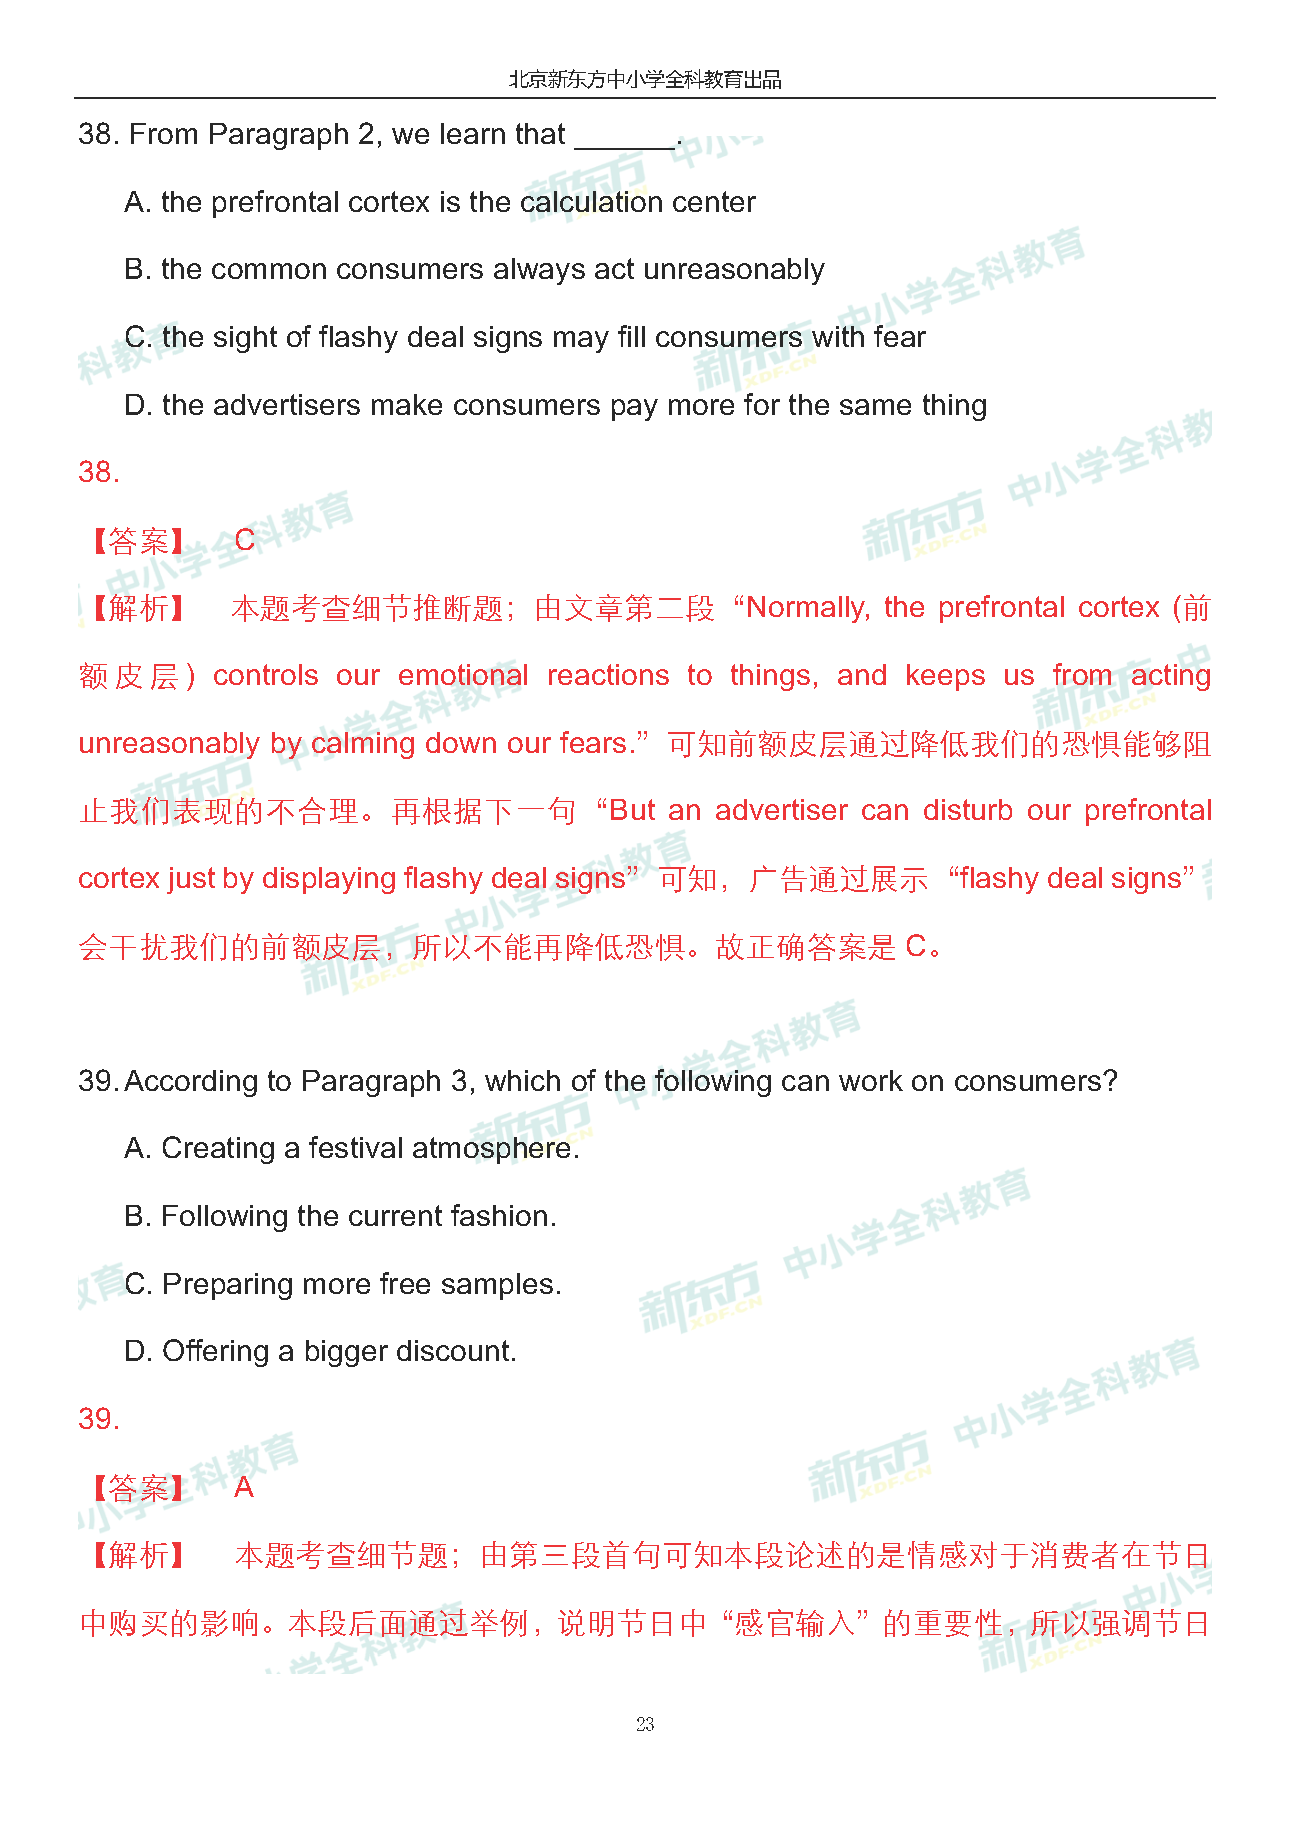 北京新东方中小学全科教育出品
38. From Paragraph 2, we learn that ______.
A. the prefrontal cortex is the calculation center
B. the common consumers always act unreasonably
C. the sight of flashy deal signs may fill consumers with fear
D. the advertisers make consumers pay more for the same thing
38.
【答案】 C
【解析】 本题考查细节推断题；由文章第二段“Normally, the prefrontal cortex (前
额皮层) controls our emotional reactions to things, and keeps us from acting
unreasonably by calming down our fears.”可知前额皮层通过降低我们的恐惧能够阻
止我们表现的不合理。再根据下一句“But an advertiser can disturb our prefrontal
cortex just by displaying flashy deal signs”可知，广告通过展示“flashy deal signs”
会干扰我们的前额皮层，所以不能再降低恐惧。故正确答案是 C。
39. According to Paragraph 3, which of the following can work on consumers?
A. Creating a festival atmosphere.
B. Following the current fashion.
C. Preparing more free samples.
D. Offering a bigger discount.
39.
【答案】 A
【解析】 本题考查细节题；由第三段首句可知本段论述的是情感对于消费者在节日
中购买的影响。本段后面通过举例，说明节日中“感官输入”的重要性，所以强调节日
23